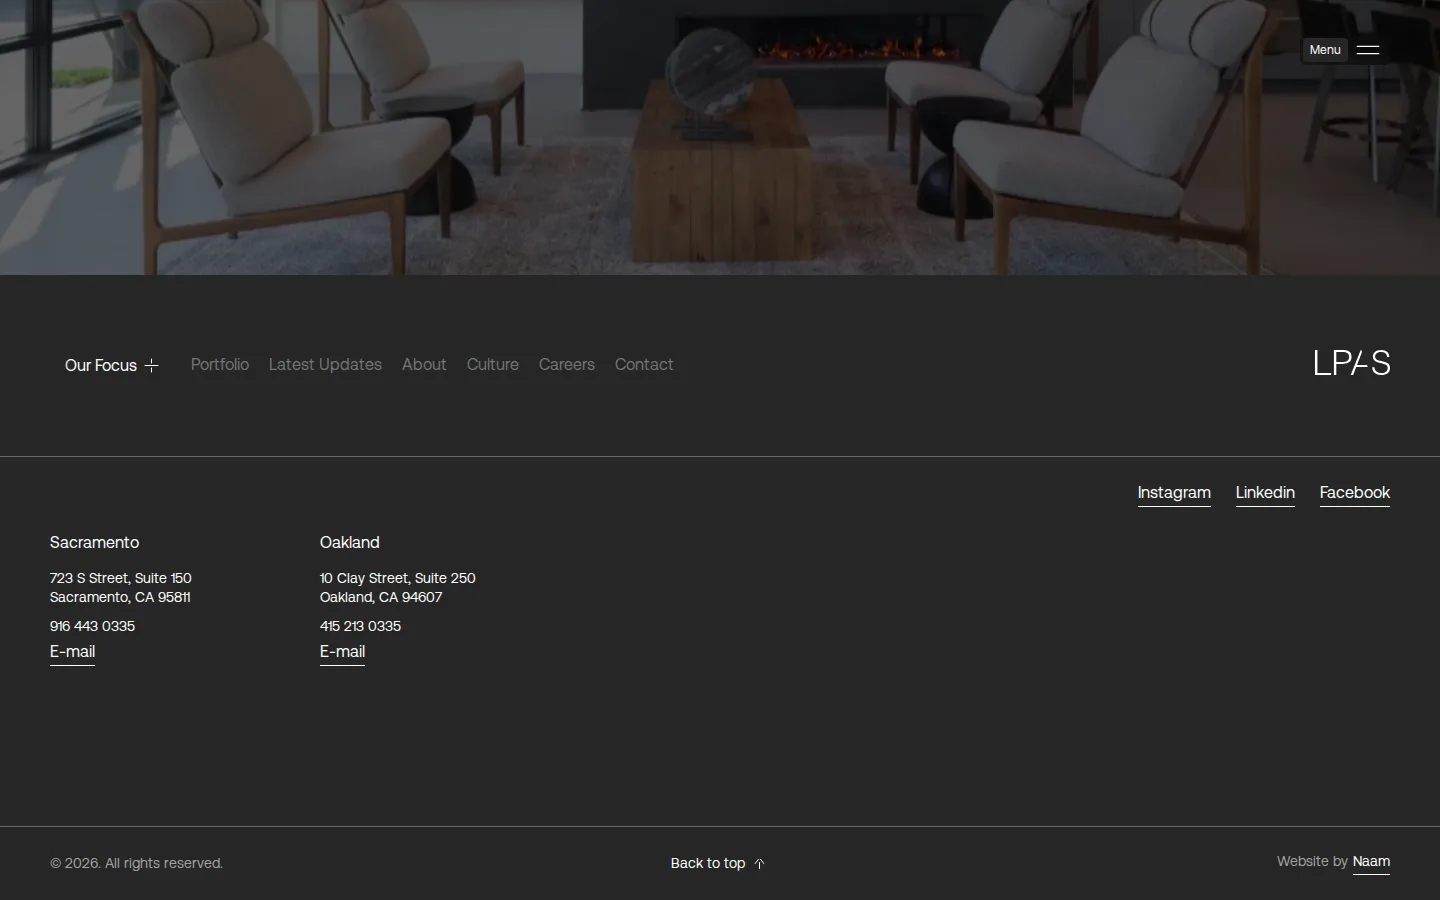 Menu
Our Focus
Portfolio
Latest Updates
About
Culture
Careers
Contact
LPAS
Instagram
Linkedin
Facebook
Sacramento
723 S Street, Suite 150
Sacramento, CA 95811
916 443 0335
E-mail
Oakland
10 Clay Street, Suite 250
Oakland, CA 94607
415 213 0335
E-mail
© 2026. All rights reserved.
Back to top
Website by Naam